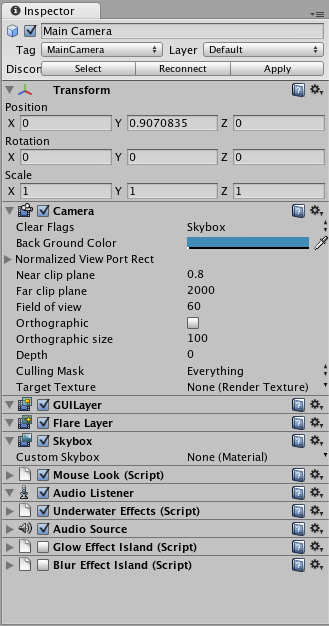 Inspector
Main Camera
Tag MainCamera Layer Default
Discon Select Reconnect Apply
Transform
Position
X 0 Y 0.9070835 Z 0
Rotation
X 0 Y 0 Z 0
Scale
X 1 Y 1 Z 1
Camera
Clear Flags Skybox
Back Ground Color
Normalized View Port Rect
Near clip plane 0.8
Far clip plane 2000
Field of view 60
Orthographic
Orthographic size 100
Depth 0
Culling Mask Everything
Target Texture None (Render Texture)
GUILayer
Flare Layer
Skybox
Custom Skybox None (Material)
Mouse Look (Script)
Audio Listener
Underwater Effects (Script)
Audio Source
Glow Effect Island (Script)
Blur Effect Island (Script)